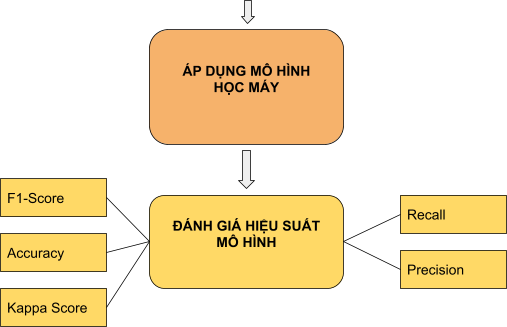 ÁP DỤNG MÔ HÌNH
HỌC MÁY
F1-Score
Accuracy
Kappa Score
ĐÁNH GIÁ HIỆU SUẤT
MÔ HÌNH
Recall
Precision